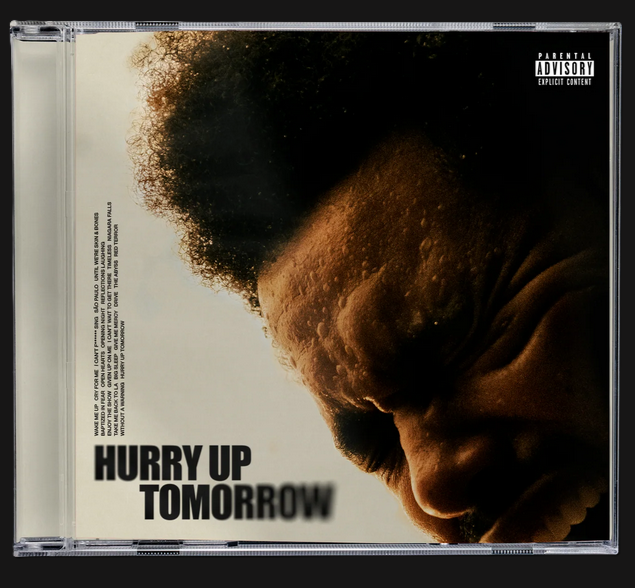 PARENTAL
ADVISORY
EXPLICIT CONTENT
WAKE ME UP CRY FOR ME I CAN'T F****** SING SÃO PAULO UNTIL WE'RE SKIN & BONES
BAPTIZED IN FEAR OPEN HEARTS OPENING NIGHT REFLECTIONS LAUGHING
ENJOY THE SHOW GIVEN UP ON ME I CAN'T WAIT TO GET THERE TIMELESS NIAGARA FALLS
TAKE ME BACK TO LA BIG SLEEP GIVE ME MERCY DRIVE THE ABYSS RED TERROR
WITHOUT A WARNING HURRY UP TOMORROW
HURRY UP
TOMORROW